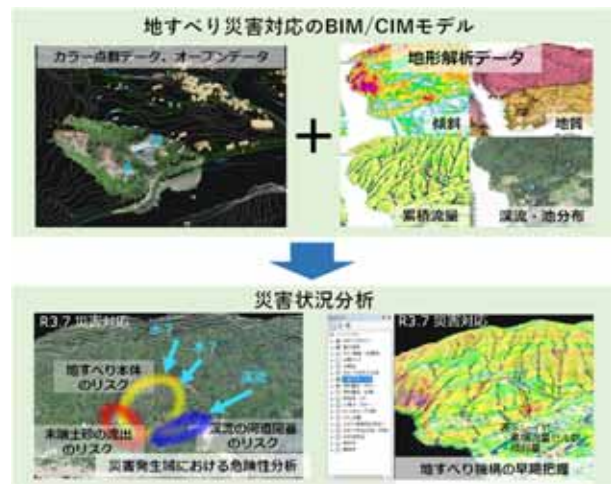 地すべり災害対応のBIM/CIMモデル
カラー点群データ、オープンデータ
地形解析データ
傾斜
地質
累積流量
渓流・池分布
災害状況分析
R3.7 災害対応
水?
水?
渓流
地すべり本体
のリスク
末端土砂の流出
のリスク
渓流の河道閉塞
のリスク
災害発生域における危険性分析
R3.7 災害対応
地すべり機構の早期把握